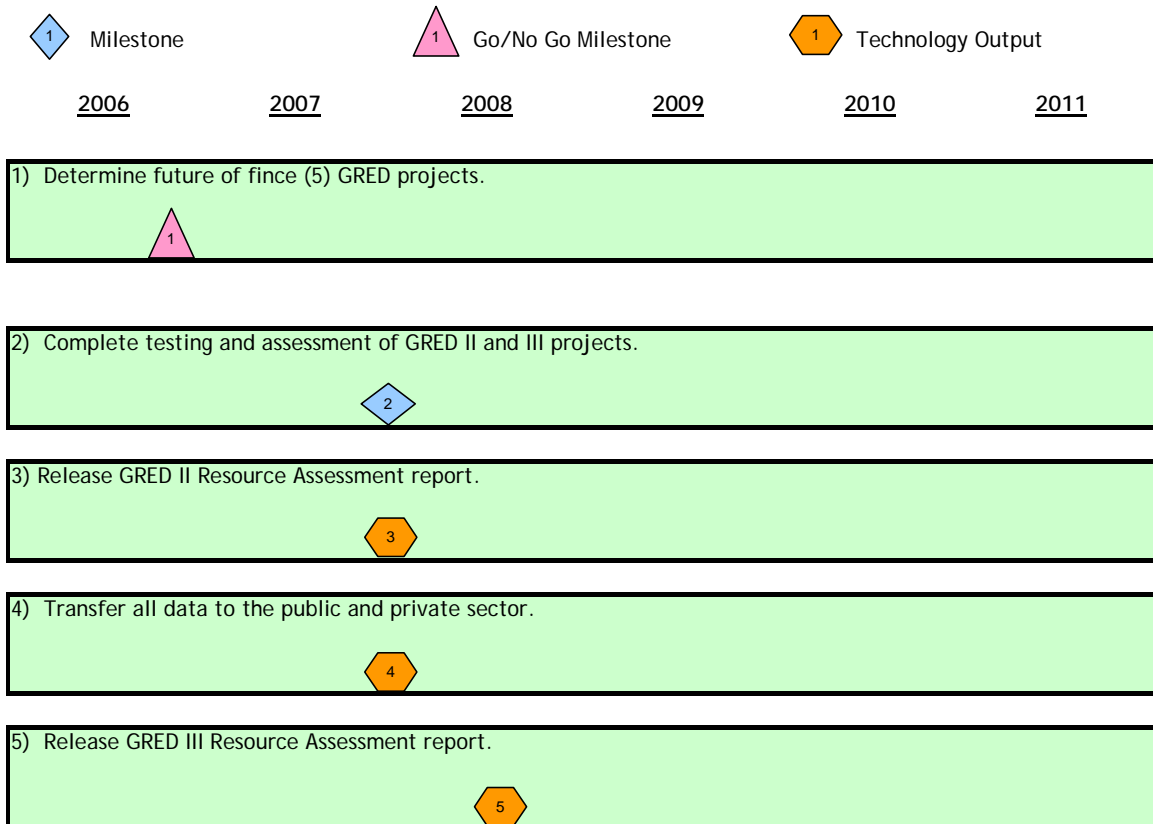 1 Milestone 1 Go/No Go Milestone 1 Technology Output
2006 2007 2008 2009 2010 2011
1) Determine future of fince (5) GRED projects.
1
2) Complete testing and assessment of GRED II and III projects.
2
3) Release GRED II Resource Assessment report.
3
4) Transfer all data to the public and private sector.
4
5) Release GRED III Resource Assessment report.
5